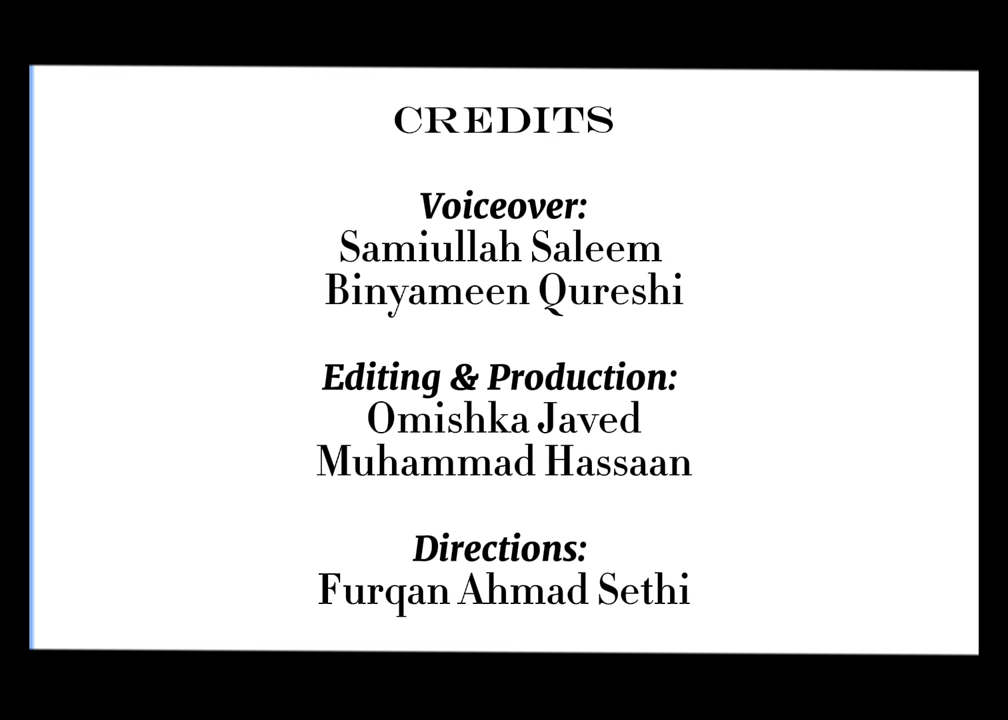 CREDITS
Voiceover:
Samiullah Saleem
Binyameen Qureshi
Editing & Production:
Omishka Javed
Muhammad Hassaan
Directions:
Furqan Ahmad Sethi